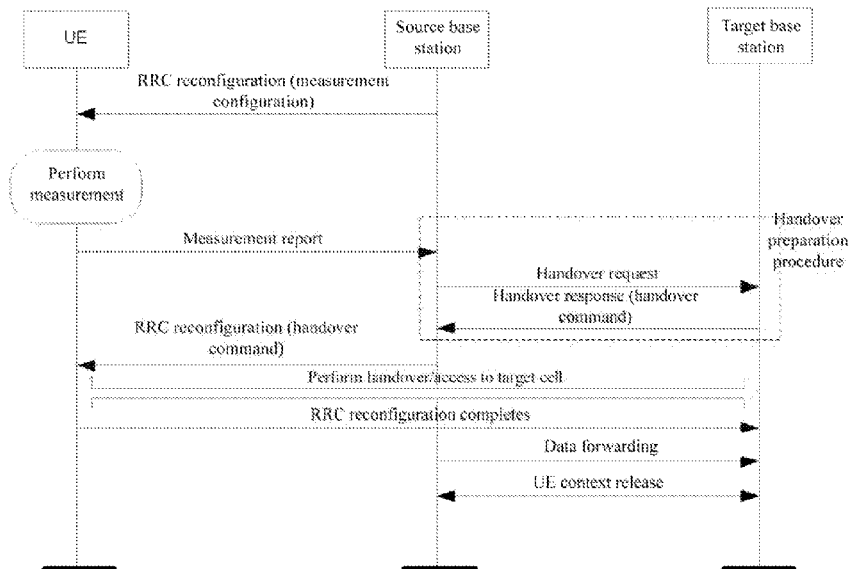 UE
Source base
station
Target base
station
RRC reconfiguration (measurement
configuration)
Perform
measurement
Measurement report
Handover
preparation
procedure
Handover request
Handover response (handover
command)
RRC reconfiguration (handover
command)
Perform handover/access to target cell
RRC reconfiguration completes
Data forwarding
UE context release